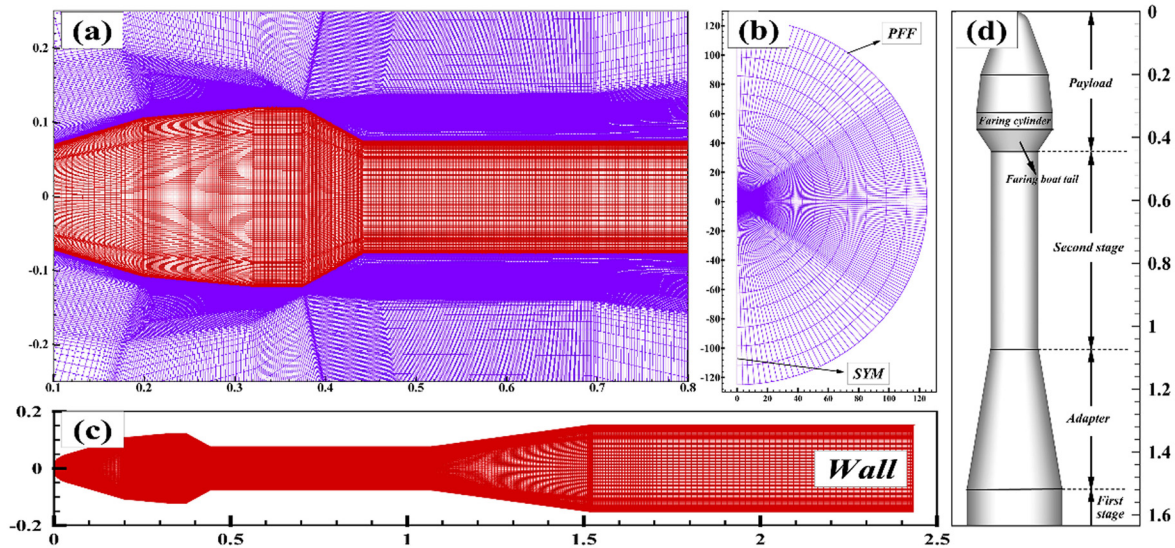 (a)
0.2
0.1
0
-0.1
-0.2
0.1 0.2 0.3 0.4 0.5 0.6 0.7 0.8
(b)
PFF
SYM
120
100
80
60
40
20
0
-20
-40
-60
-80
-100
-120
0 20 40 60 80 100 120
(c)
Wall
0.2
0
-0.2
0 0.5 1 1.5 2 2.5
(d)
Payload
Faring cylinder
Faring boat tail
Second stage
Adapter
First
stage
0
0.2
0.4
0.6
0.8
1.0
1.2
1.4
1.6